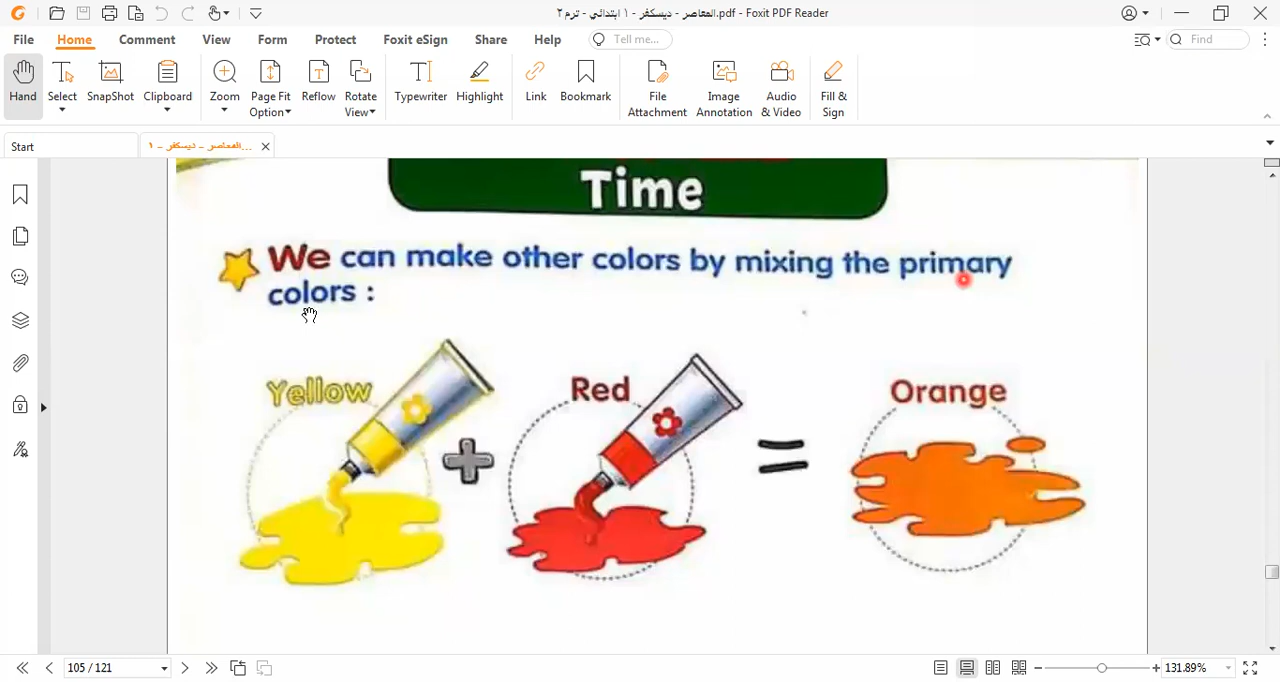 المعاصر - ديسكفر - ١ ابتدائي - ترم٢.pdf - Foxit PDF Reader
File Home Comment View Form Protect Foxit eSign Share Help Tell me... Find
Hand Select SnapShot Clipboard Zoom Page Fit Option Reflow Rotate View Typewriter Highlight Link Bookmark File Attachment Image Annotation Audio & Video Fill & Sign
Start
المعاصر - ديسكفر - ١...
Time
We can make other colors by mixing the primary
colors :
Yellow Red Orange
+ =
105 / 121 131.89%